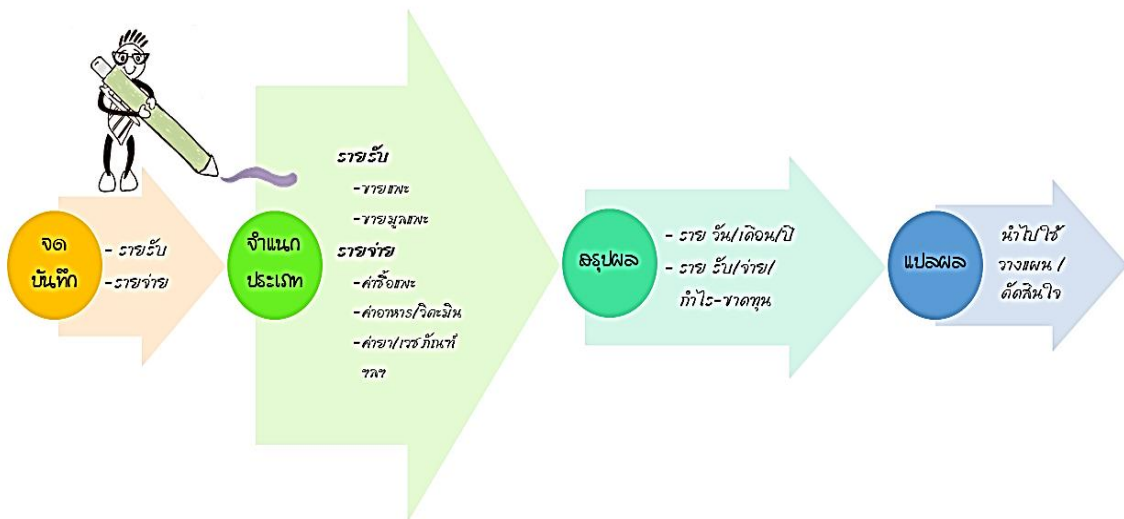 จด
บันทึก
- รายรับ
- รายจ่าย
จำแนก
ประเภท
รายรับ
-ขายแพะ
-ขายมูลแพะ
รายจ่าย
-ค่าซื้อแพะ
-ค่าอาหาร/วิตะมิน
-ค่ายา/เวชภัณฑ์
ฯลฯ
สรุปผล
- ราย วัน/เดือน/ปี
- ราย รับ/จ่าย/
กำไร-ขาดทุน
แปลผล
นำไปใช้
วางแผน /
ตัดสินใจ